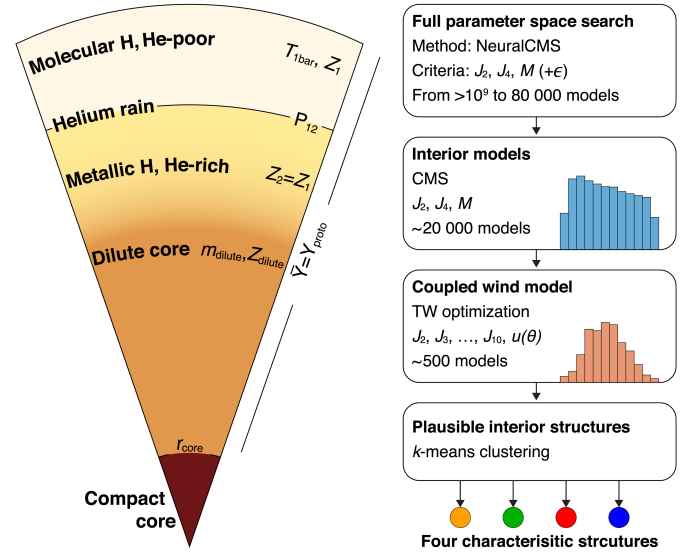 Molecular H, He-poor
T1bar, Z1
Helium rain
P12
Metallic H, He-rich
Z2=Z1
Dilute core
mdilute, Zdilute
Ȳ=Yproto
rcore
Compact
core
Full parameter space search
Method: NeuralCMS
Criteria: J2, J4, M (+ϵ)
From >10⁹ to 80 000 models
Interior models
CMS
J2, J4, M
~20 000 models
Coupled wind model
TW optimization
J2, J3, …, J10, u(θ)
~500 models
Plausible interior structures
k-means clustering
Four characterisitic strcutures